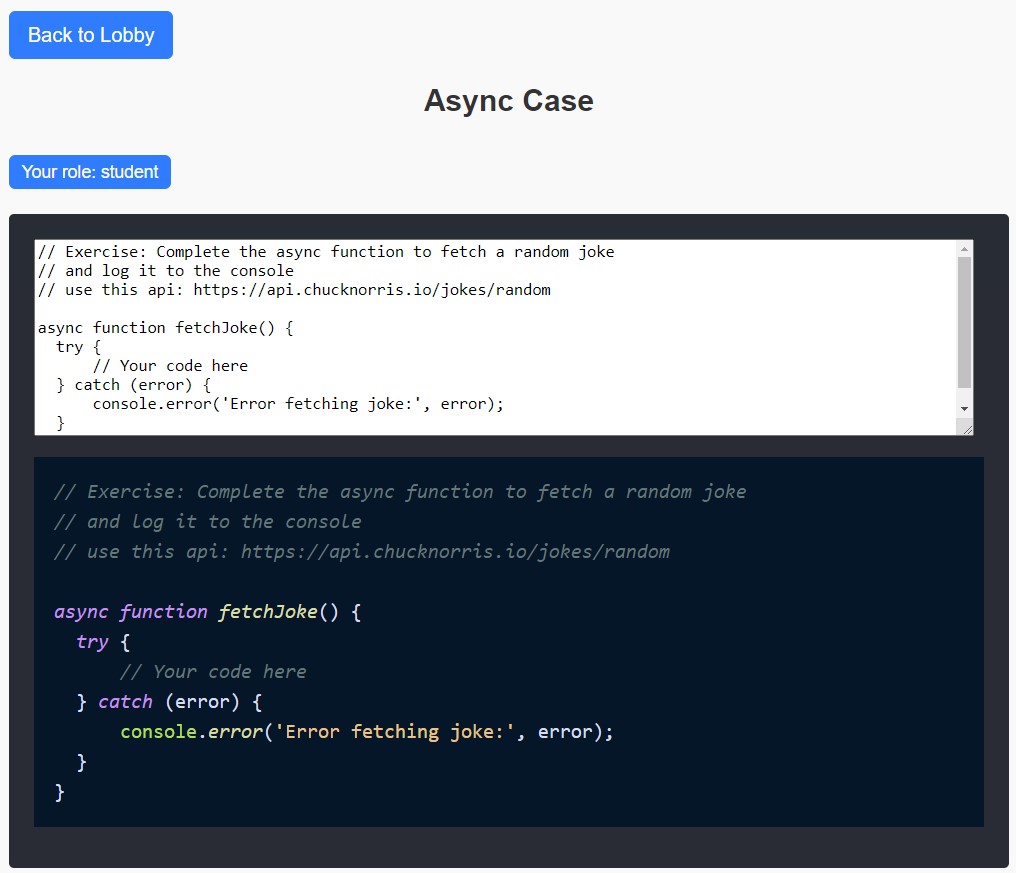 Back to Lobby
Async Case
Your role: student
// Exercise: Complete the async function to fetch a random joke
// and log it to the console
// use this api: https://api.chucknorris.io/jokes/random

async function fetchJoke() {
  try {
      // Your code here
  } catch (error) {
      console.error('Error fetching joke:', error);
  }
// Exercise: Complete the async function to fetch a random joke
// and log it to the console
// use this api: https://api.chucknorris.io/jokes/random

async function fetchJoke() {
  try {
      // Your code here
  } catch (error) {
      console.error('Error fetching joke:', error);
  }
}